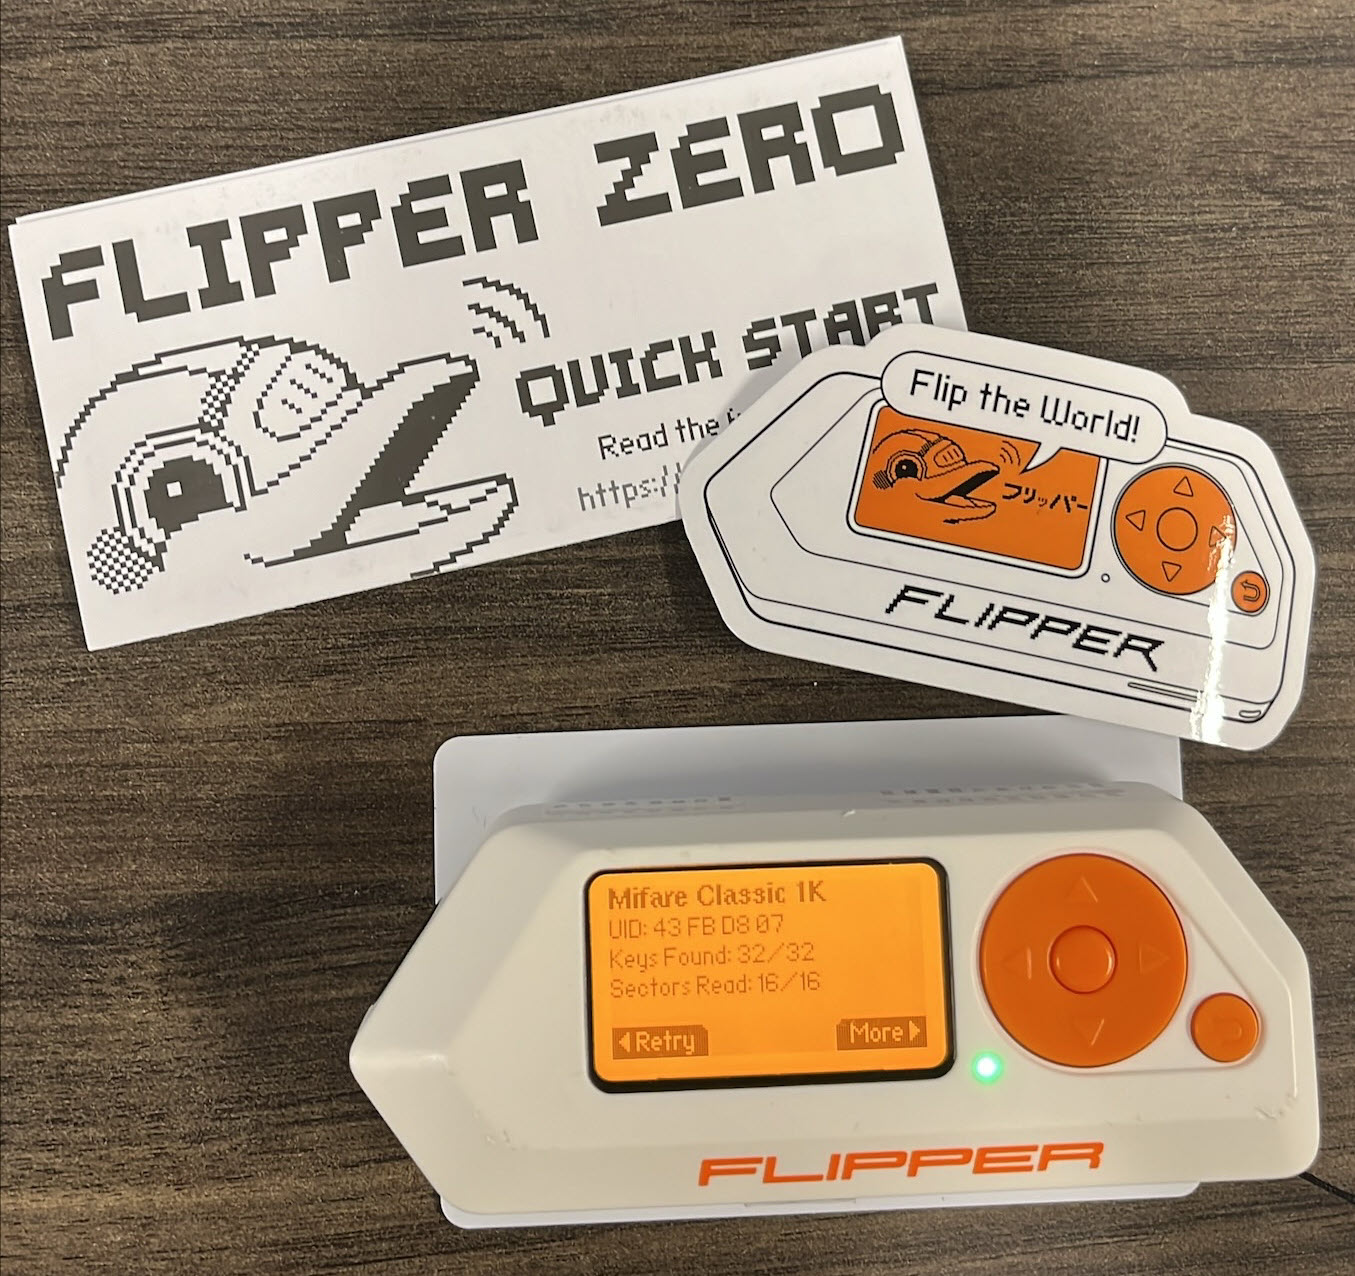 FLIPPER ZERO
QUICK START
Read the
https://
Flip the World!
フリッパー
FLIPPER
Mifare Classic 1K
UID: 43 FB D8 07
Keys Found: 32/32
Sectors Read: 16/16
Retry
More
FLIPPER